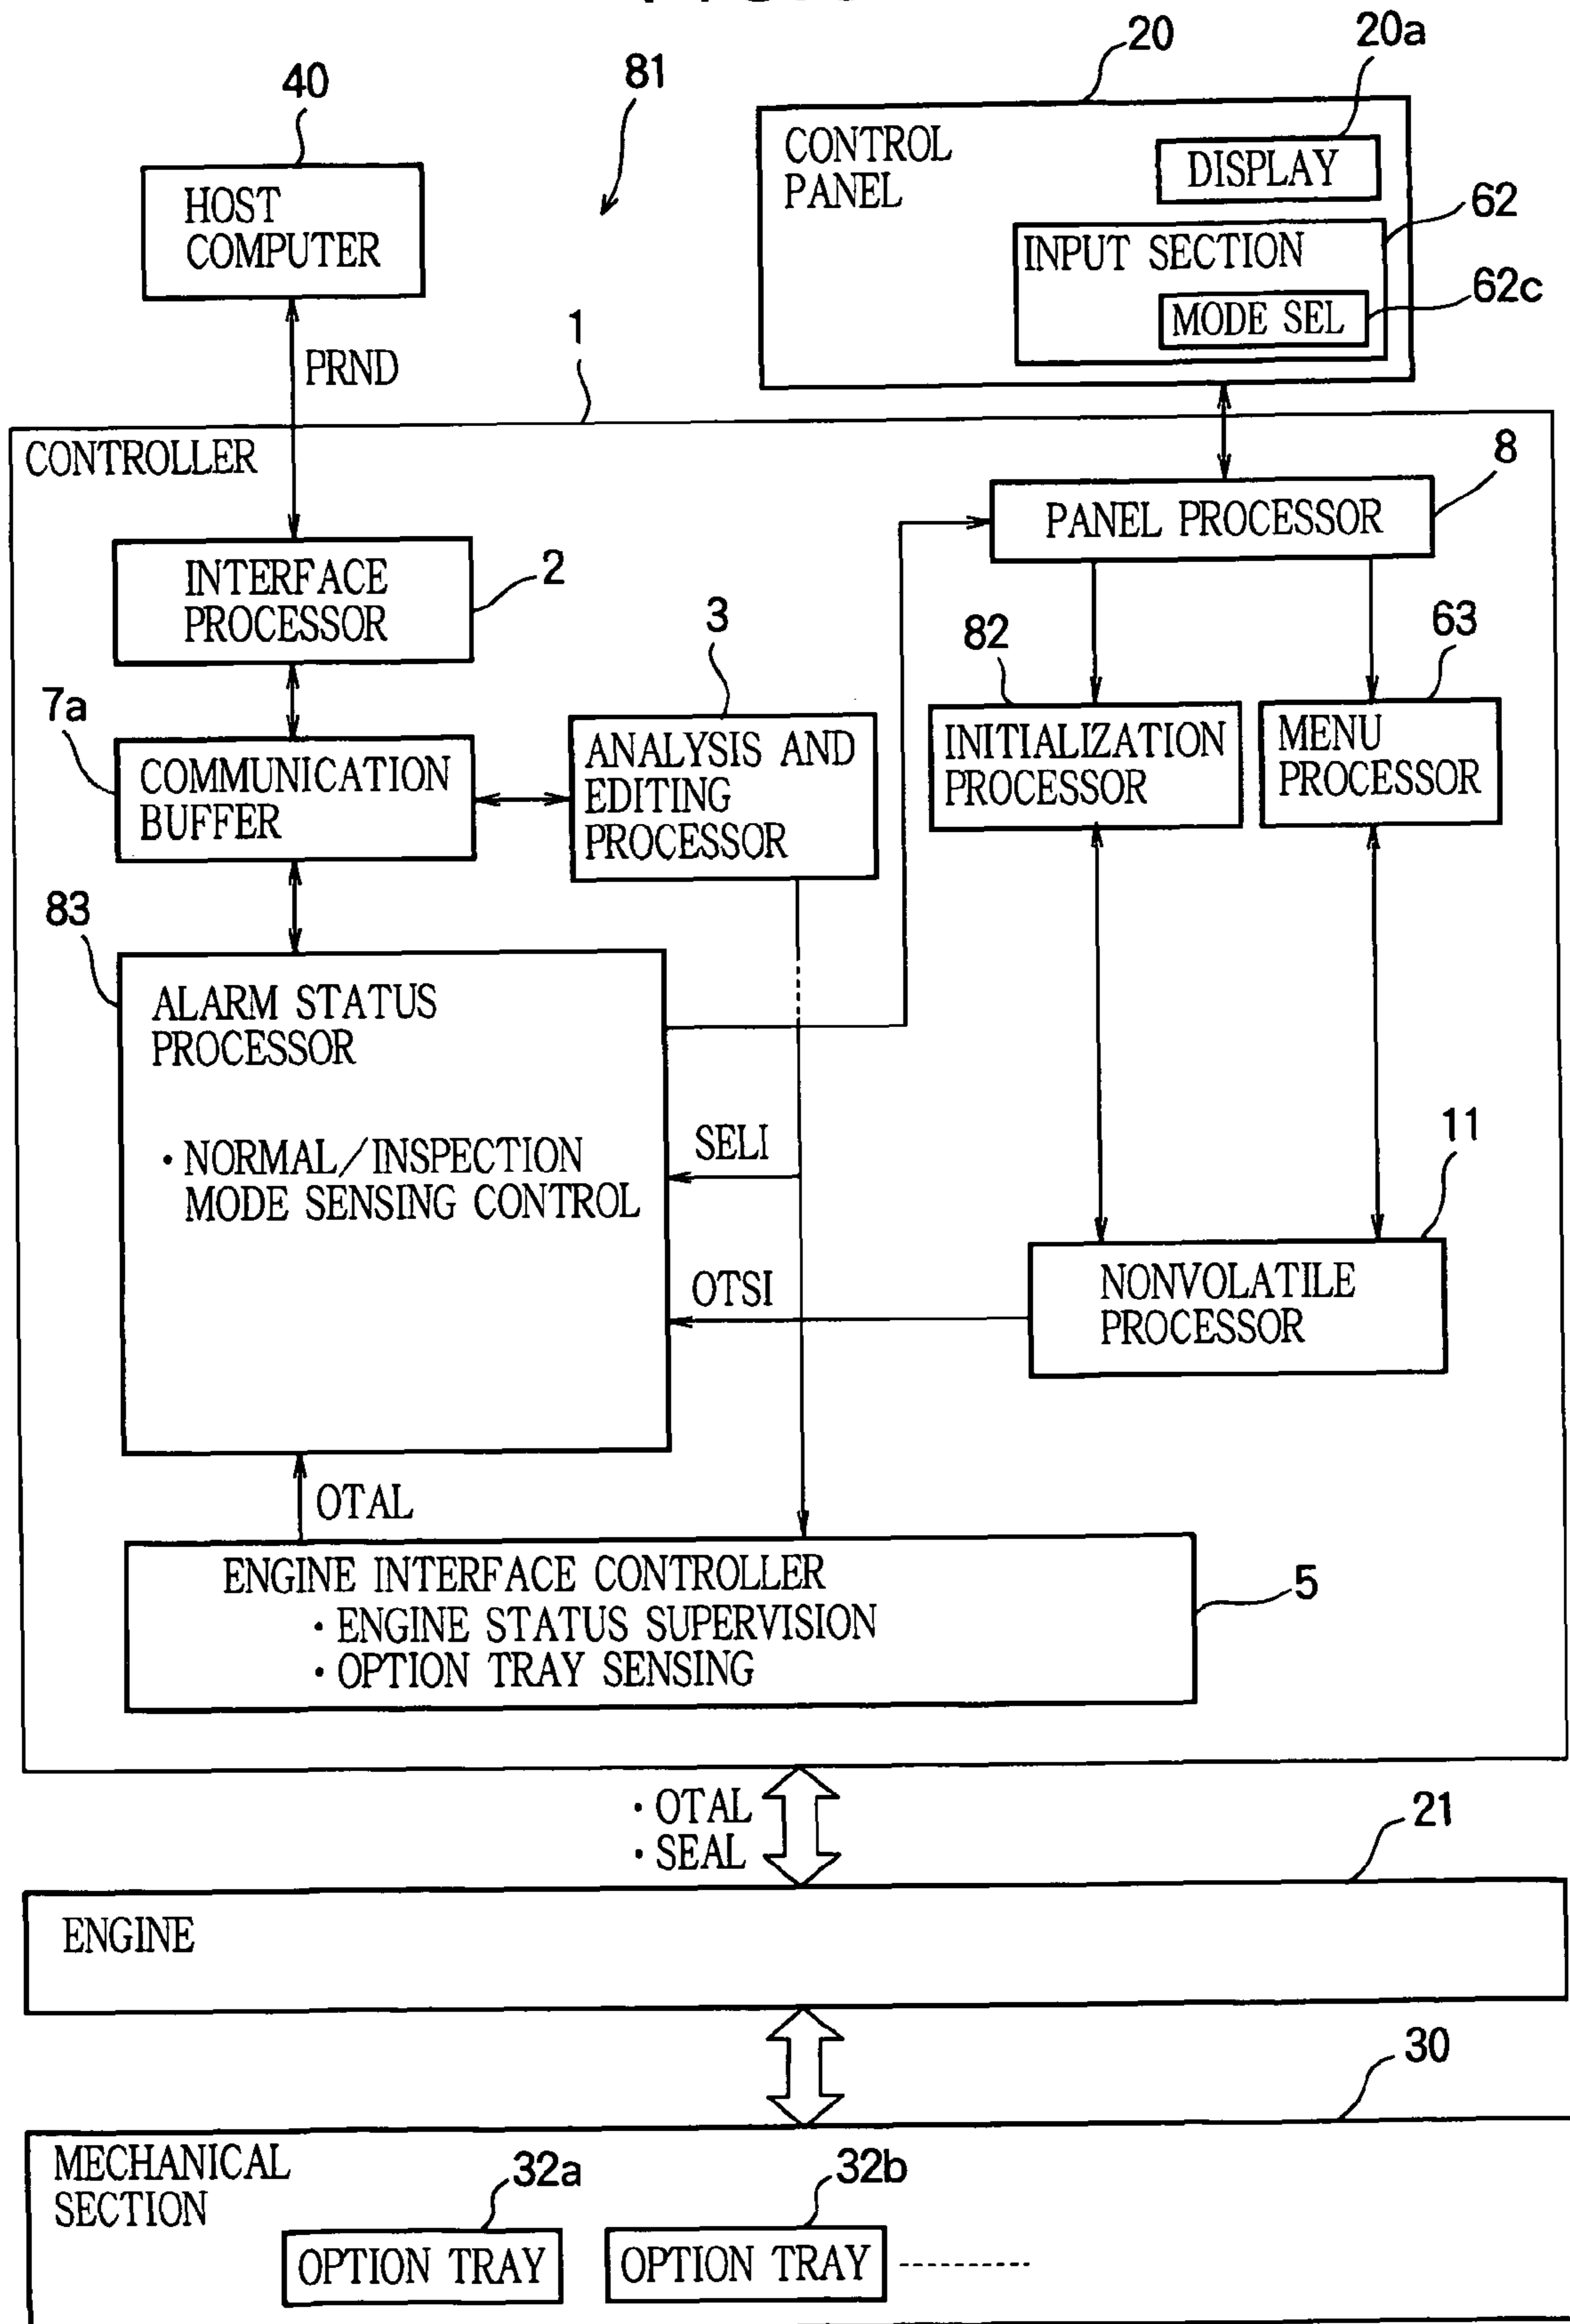 40
81
20
20a
HOST
COMPUTER
CONTROL
PANEL
DISPLAY
62
INPUT SECTION
62c
MODE SEL
PRND
1
CONTROLLER
8
PANEL PROCESSOR
INTERFACE
PROCESSOR
2
3
82
63
7a
COMMUNICATION
BUFFER
ANALYSIS AND
EDITING
PROCESSOR
INITIALIZATION
PROCESSOR
MENU
PROCESSOR
83
ALARM STATUS
PROCESSOR
・NORMAL/INSPECTION
MODE SENSING CONTROL
SELI
11
OTSI
NONVOLATILE
PROCESSOR
OTAL
ENGINE INTERFACE CONTROLLER
・ENGINE STATUS SUPERVISION
・OPTION TRAY SENSING
5
・OTAL
・SEAL
21
ENGINE
30
MECHANICAL
SECTION
32a
32b
OPTION TRAY
OPTION TRAY